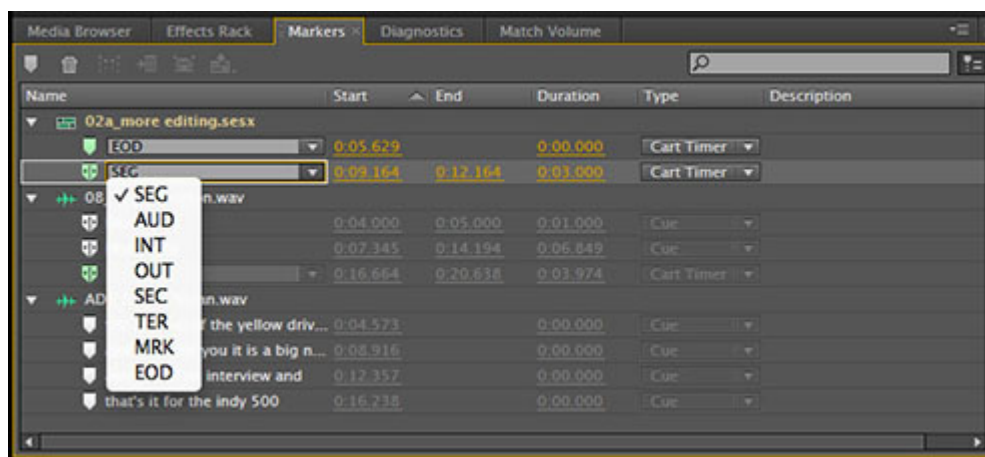 Media Browser Effects Rack Markers Diagnostics Match Volume
Name Start End Duration Type Description
02a_more editing.sesx
EOD 0:05.629 0:00.000 Cart Timer
SEG 0:09.164 0:12.164 0:03.000 Cart Timer
08 n.wav
SEG
AUD
INT
OUT
SEC
TER
MRK
EOD
0:04.000 0:05.000 0:01.000 Cue
0:07.345 0:14.194 0:06.849 Cue
0:16.664 0:20.638 0:03.974 Cart Timer
AD an.wav
the yellow driv... 0:04.573 0:00.000 Cue
you it is a big n... 0:08.916 0:00.000 Cue
interview and 0:12.357 0:00.000 Cue
that's it for the indy 500 0:16.238 0:00.000 Cue